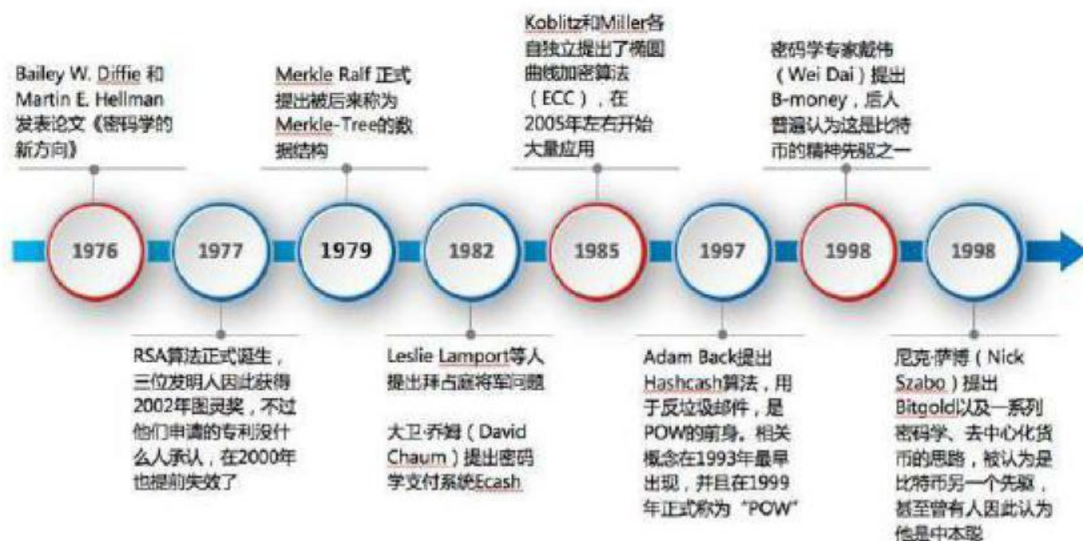 Bailey W. Diffie 和
Martin E. Hellman
发表论文《密码学的
新方向》
Merkle Ralf 正式
提出被后来称为
Merkle-Tree的数
据结构
Koblitz和Miller各
自独立提出了椭圆
曲线加密算法
(ECC),在
2005年左右开始
大量应用
密码学专家戴伟
(Wei Dai)提出
B-money,后人
普遍认为这是比特
币的精神先驱之一
1976
1977
1979
1982
1985
1997
1998
1998
RSA算法正式诞生,
三位发明人因此获得
2002年图灵奖,不过
他们申请的专利没什
么人承认,在2000年
也提前失效了
Leslie Lamport等人
提出拜占庭将军问题
大卫·乔姆(David
Chaum)提出密码
学支付系统Ecash
Adam Back提出
Hashcash算法,用
于反垃圾邮件,是
POW的前身。相关
概念在1993年最早
出现,并且在1999
年正式称为“POW”
尼克·萨博(Nick
Szabo)提出
Bitgold以及一系列
密码学、去中心化货
币的思路,被认为是
比特币另一个先驱,
甚至曾有人因此认为
他是中本聪